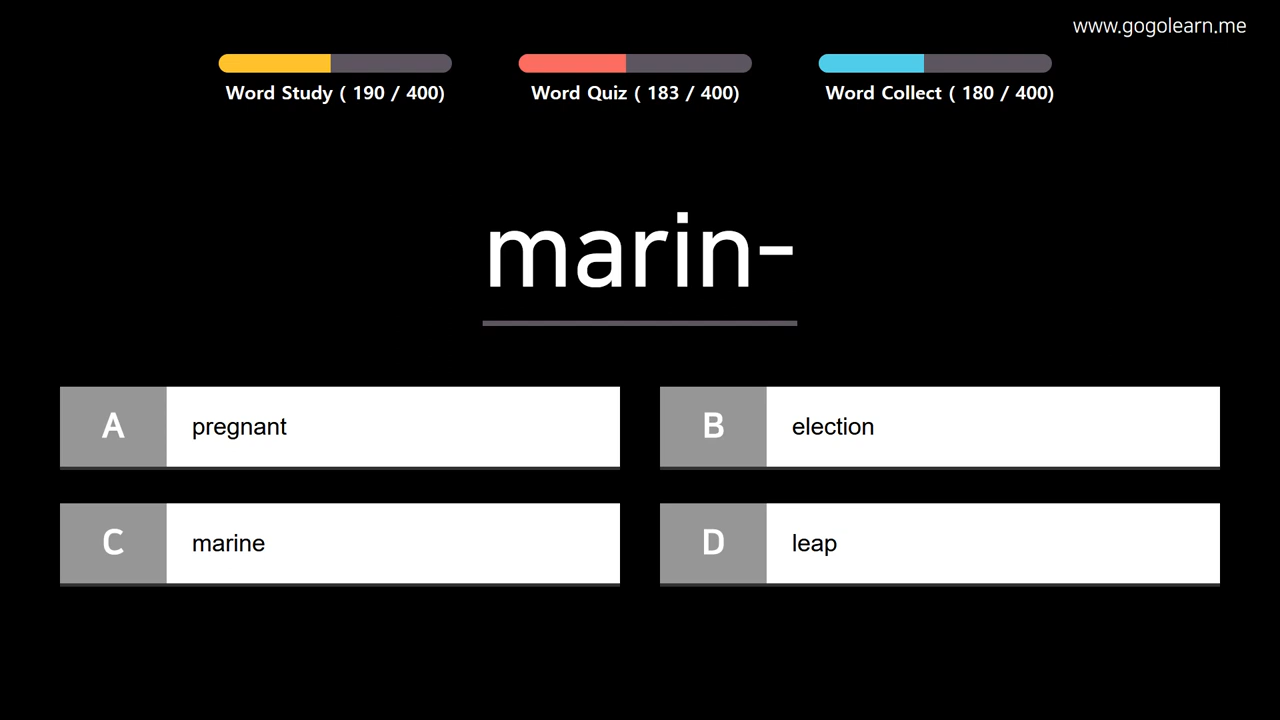 www.gogolearn.me
Word Study ( 190 / 400)
Word Quiz ( 183 / 400)
Word Collect ( 180 / 400)
marin-
A pregnant
B election
C marine
D leap